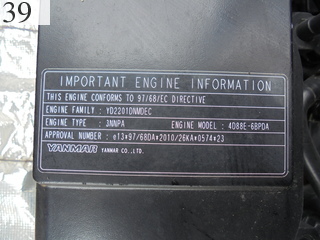 39
IMPORTANT ENGINE INFORMATION
THIS ENGINE CONFORMS TO 97/68/EC DIRECTIVE
ENGINE FAMILY : YD2201DNMDEC
ENGINE TYPE : 3NNPA ENGINE MODEL : 4D88E-6BPDA
APPROVAL NUMBER : e13*97/68DA*2010/26KA*0574*23
YANMAR YANMAR CO.,LTD.